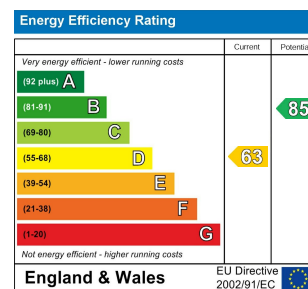 Energy Efficiency Rating
Current Potentia
Very energy efficient - lower running costs
(92 plus) A
(81-91) B 85
(69-80) C
(55-68) D 63
(39-54) E
(21-38) F
(1-20) G
Not energy efficient - higher running costs
England & Wales
EU Directive
2002/91/EC